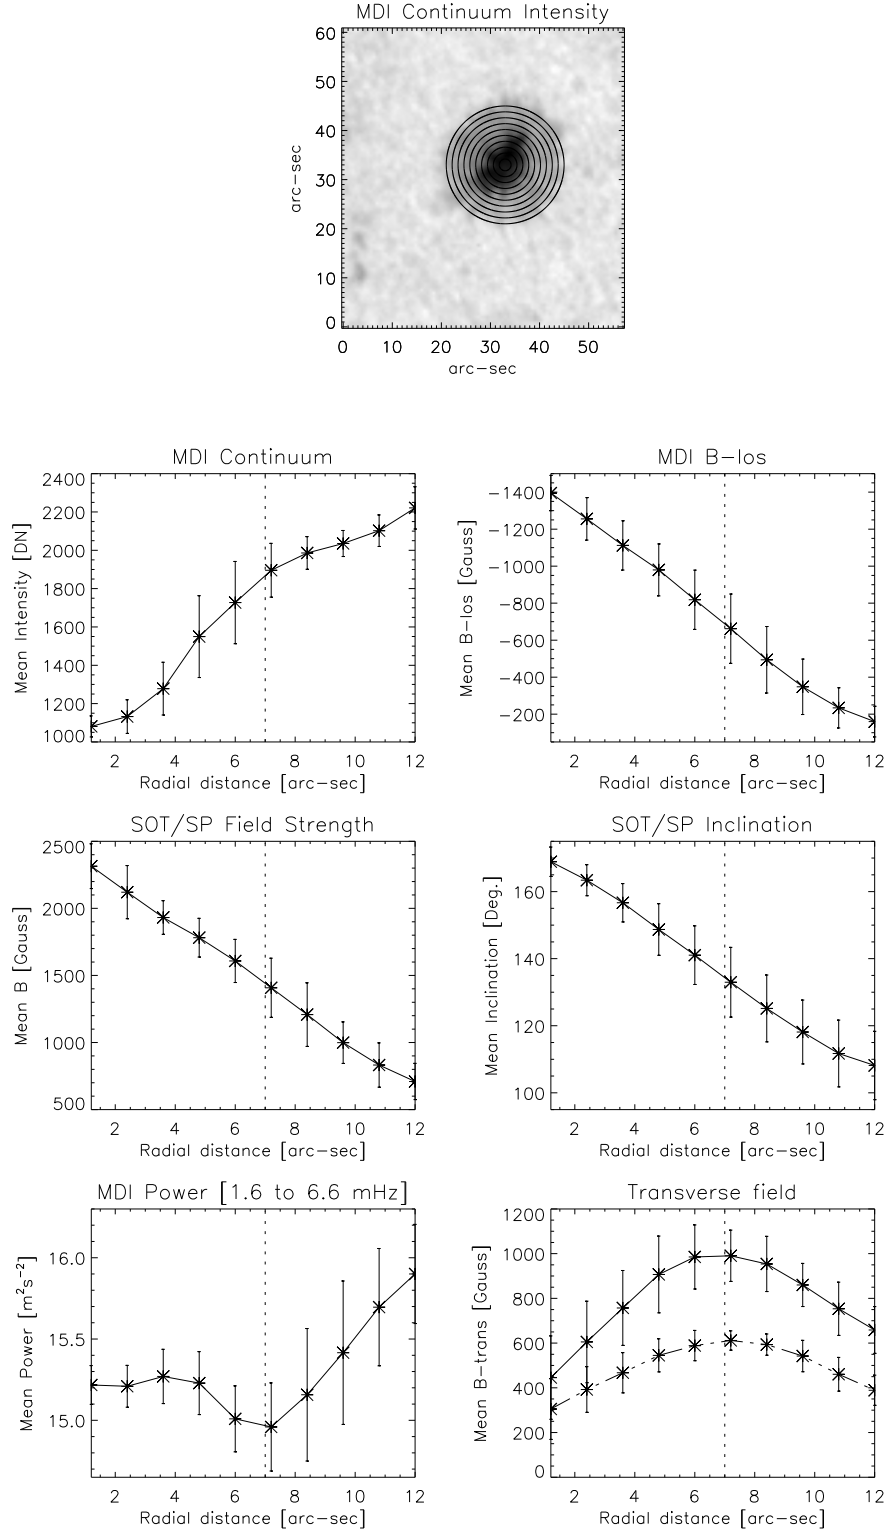 MDI Continuum Intensity
60
50
40
30
20
10
0
arc-sec
0 10 20 30 40 50
arc-sec
MDI Continuum
2400
2200
2000
1800
1600
1400
1200
1000
Mean Intensity [DN]
2 4 6 8 10 12
Radial distance [arc-sec]
MDI B-los
-1400
-1200
-1000
-800
-600
-400
-200
Mean B-los [Gauss]
2 4 6 8 10 12
Radial distance [arc-sec]
SOT/SP Field Strength
2500
2000
1500
1000
500
Mean B [Gauss]
2 4 6 8 10 12
Radial distance [arc-sec]
SOT/SP Inclination
160
140
120
100
Mean Inclination [Deg.]
2 4 6 8 10 12
Radial distance [arc-sec]
MDI Power [1.6 to 6.6 mHz]
16.0
15.5
15.0
Mean Power [m²s⁻²]
2 4 6 8 10 12
Radial distance [arc-sec]
Transverse field
1200
1000
800
600
400
200
0
Mean B-trans [Gauss]
2 4 6 8 10 12
Radial distance [arc-sec]